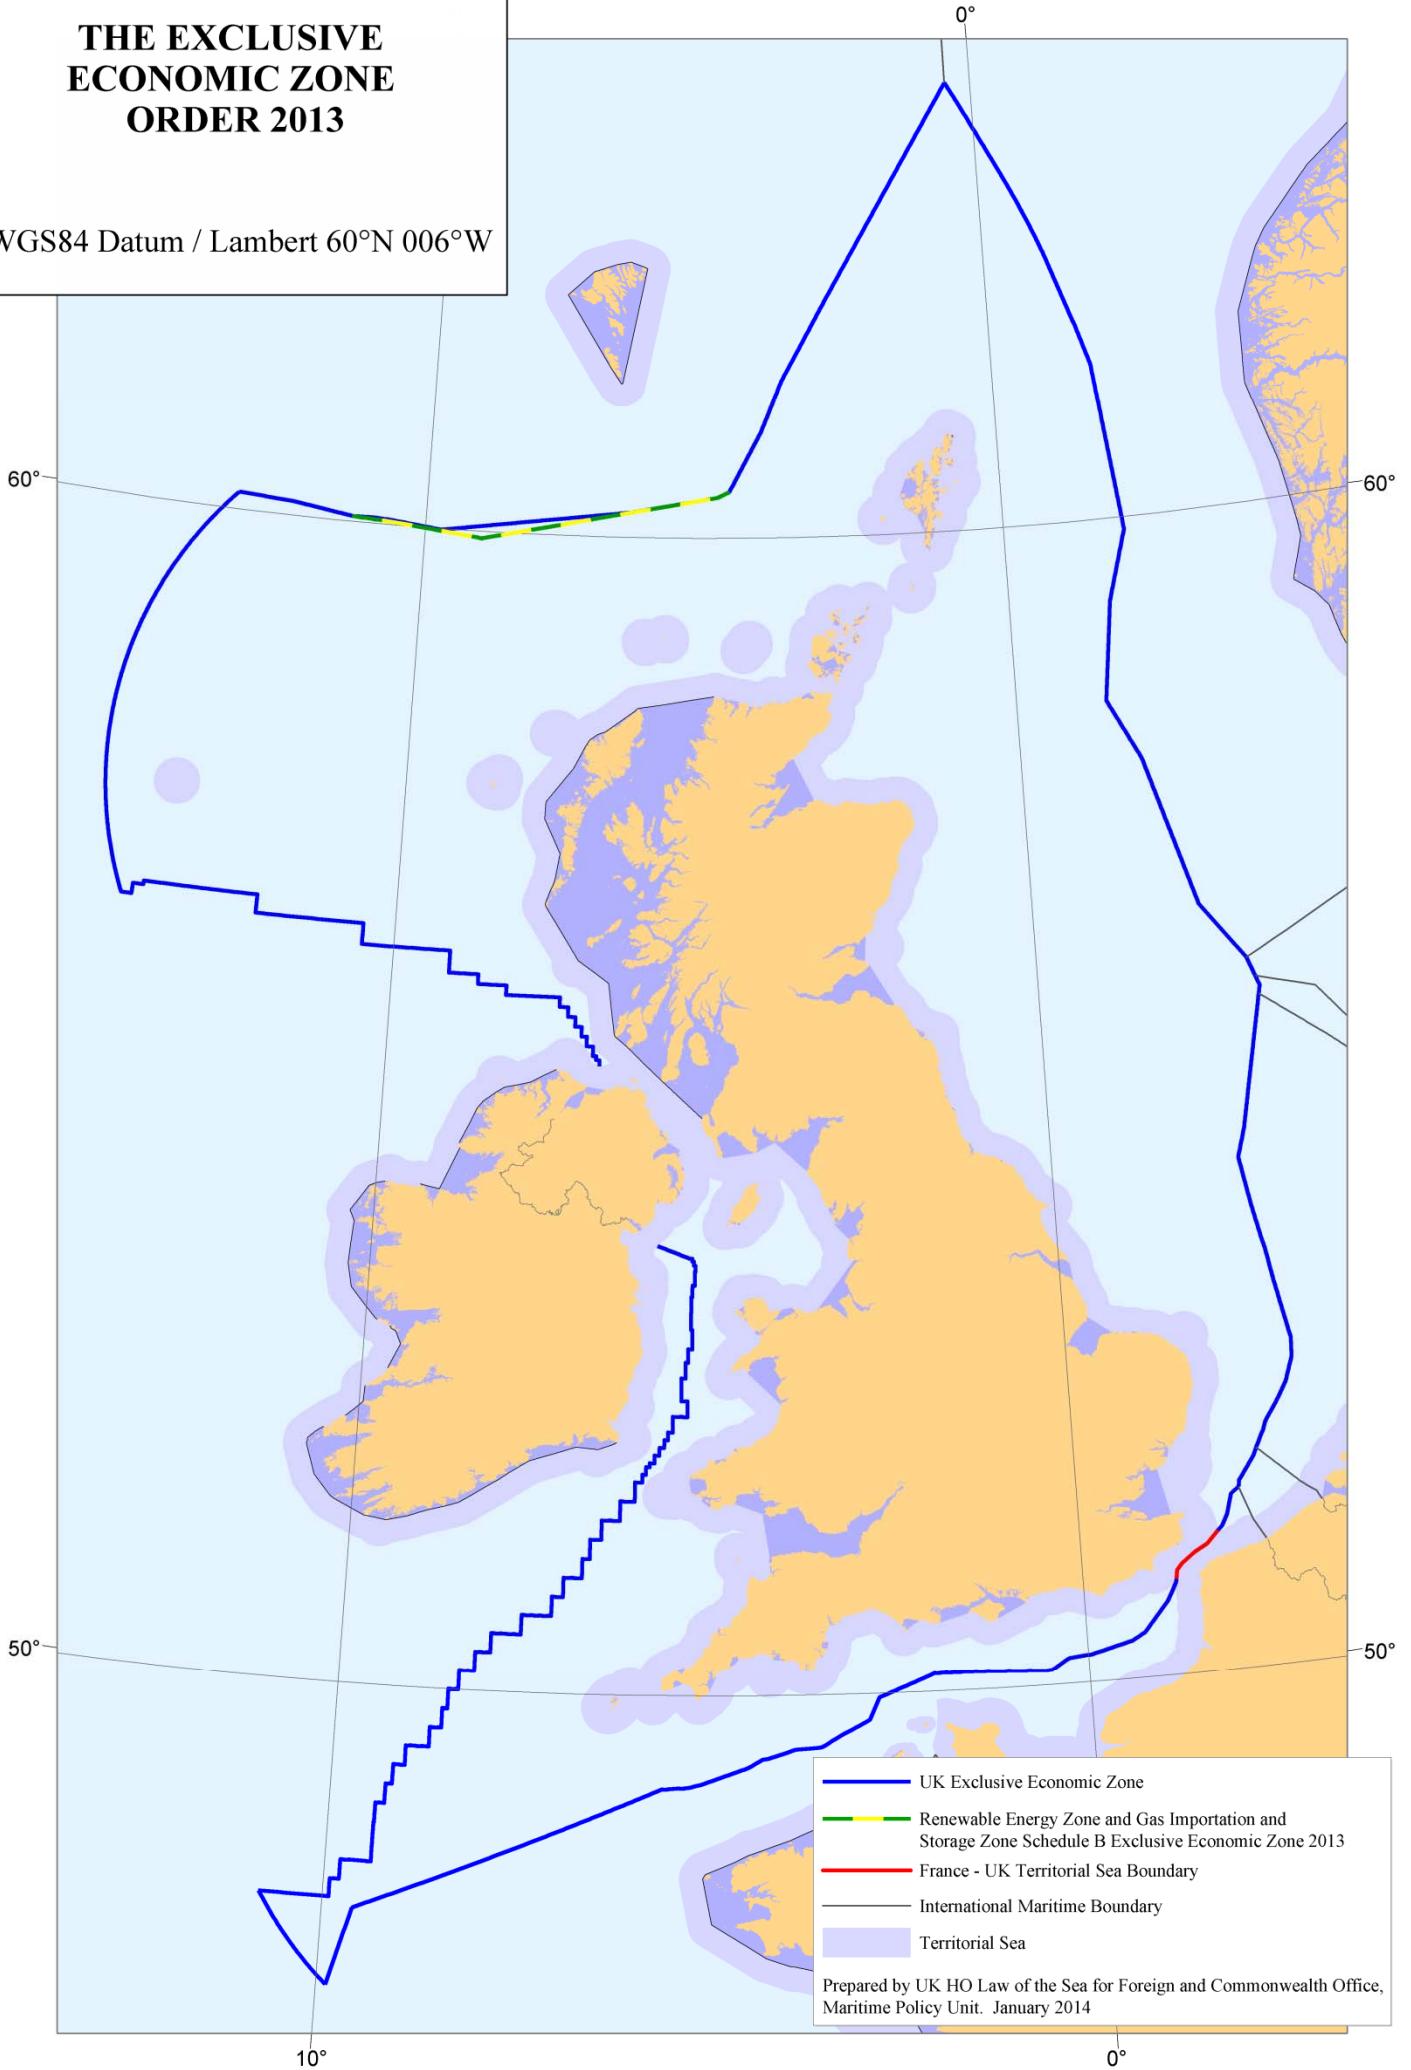 THE EXCLUSIVE
ECONOMIC ZONE
ORDER 2013
WGS84 Datum / Lambert 60°N 006°W
0°
60°
60°
50°
50°
UK Exclusive Economic Zone
Renewable Energy Zone and Gas Importation and
Storage Zone Schedule B Exclusive Economic Zone 2013
France - UK Territorial Sea Boundary
International Maritime Boundary
Territorial Sea
Prepared by UK HO Law of the Sea for Foreign and Commonwealth Office,
Maritime Policy Unit. January 2014
10°
0°